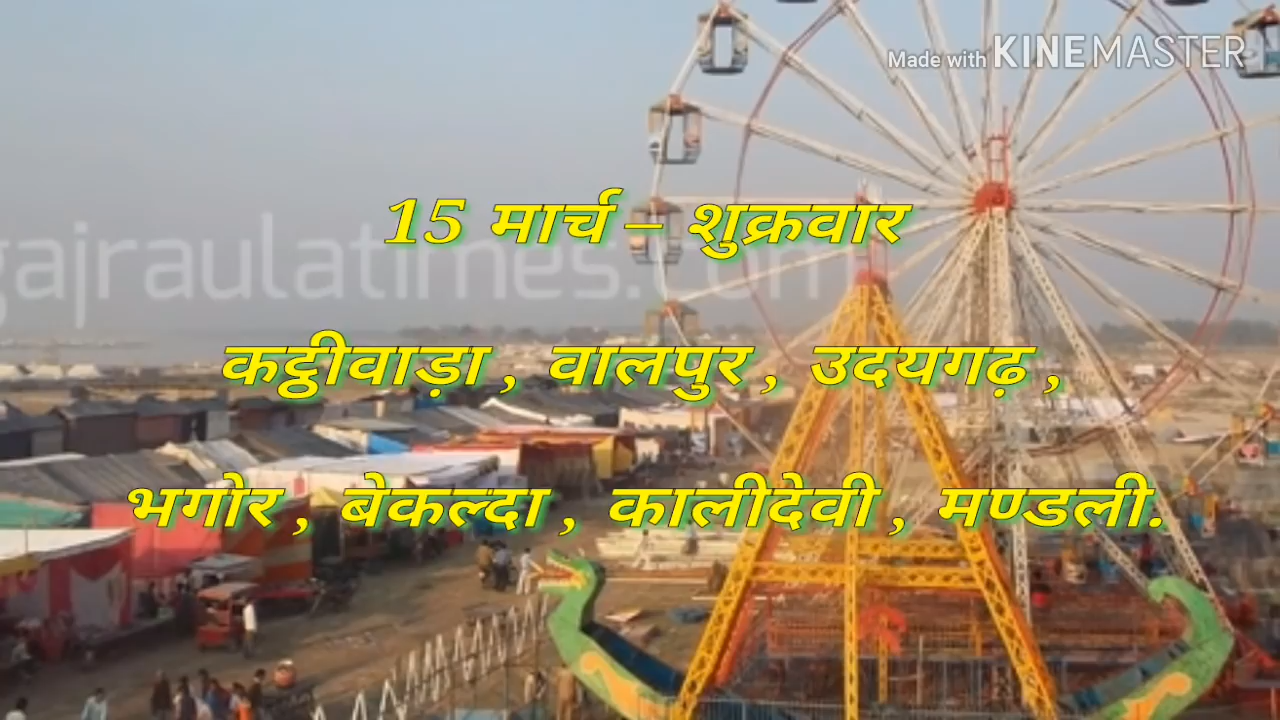 Made with KINEMASTER
gajraulatimes.com
15 मार्च – शुक्रवार
कट्ठीवाड़ा , वालपुर , उदयगढ़ ,
भगोर , बेकल्दा , कालीदेवी , मण्डली.